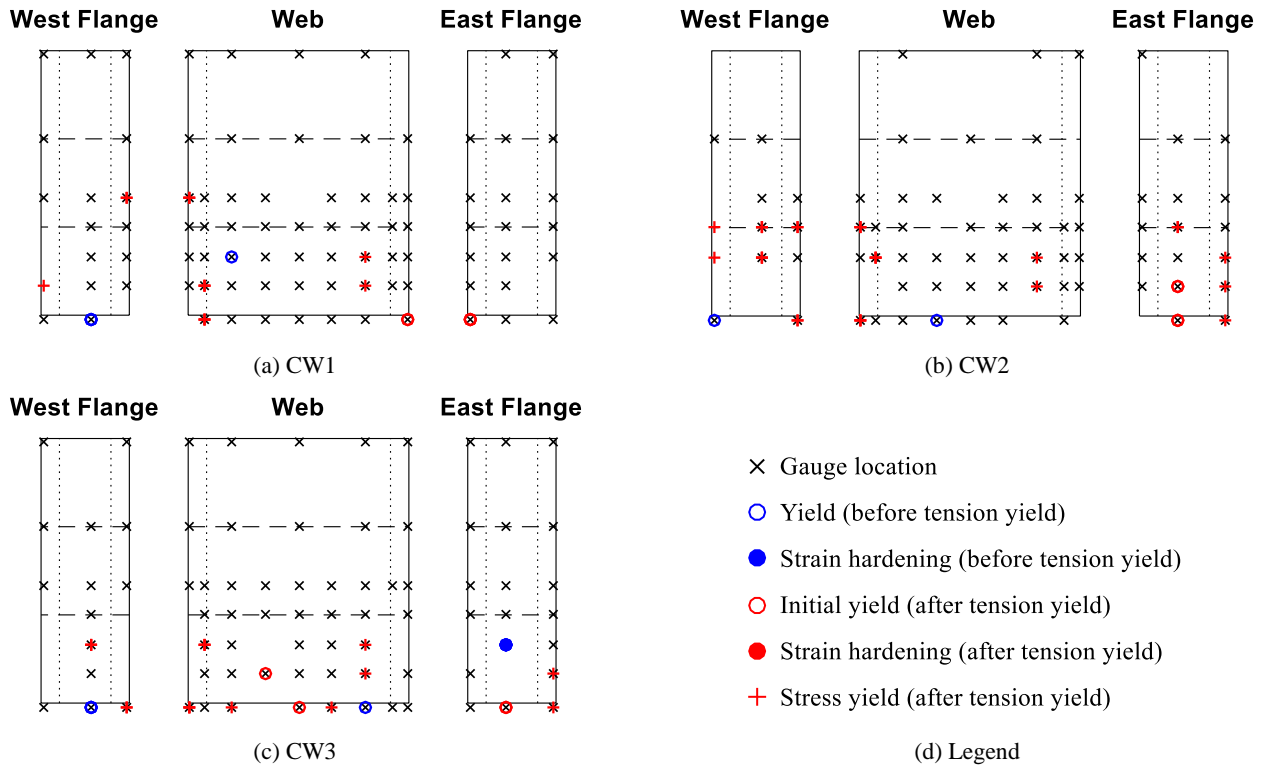 West Flange Web East Flange
West Flange Web East Flange
(a) CW1
(b) CW2
West Flange Web East Flange
Gauge location
Yield (before tension yield)
Strain hardening (before tension yield)
Initial yield (after tension yield)
Strain hardening (after tension yield)
Stress yield (after tension yield)
(c) CW3
(d) Legend